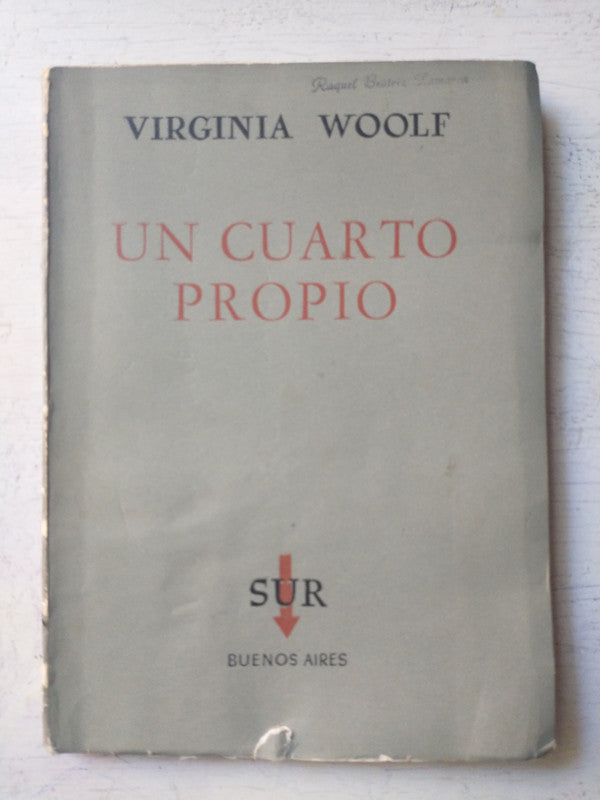 Raquel Beatriz
VIRGINIA WOOLF
UN CUARTO
PROPIO
SUR
BUENOS AIRES